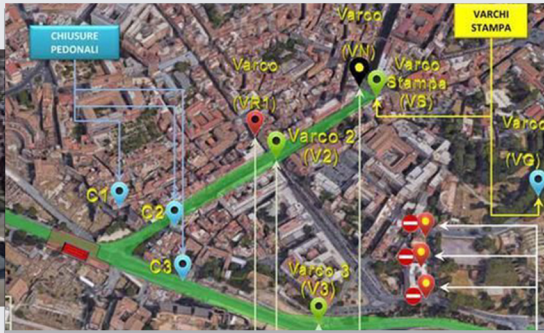 CHIUSURE
PEDONALI
Varco
(VN)
VARCHI
STAMPA
Varco
(VR1)
Varco
Stampa
(VS)
Varco 2
(V2)
Varco
(VG)
C1
C2
C3
Varco 3
(V3)